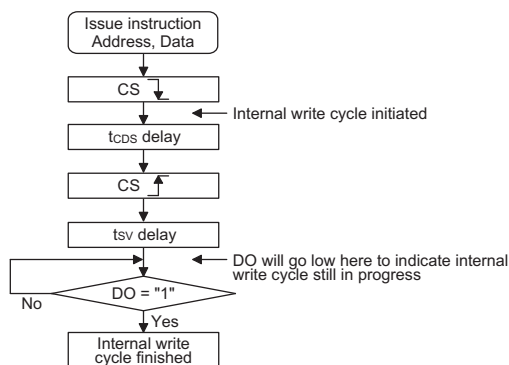 Issue instruction
Address, Data
CS
Internal write cycle initiated
tCDS delay
CS
tSV delay
DO will go low here to indicate internal
write cycle still in progress
DO = "1"
No
Yes
Internal write
cycle finished